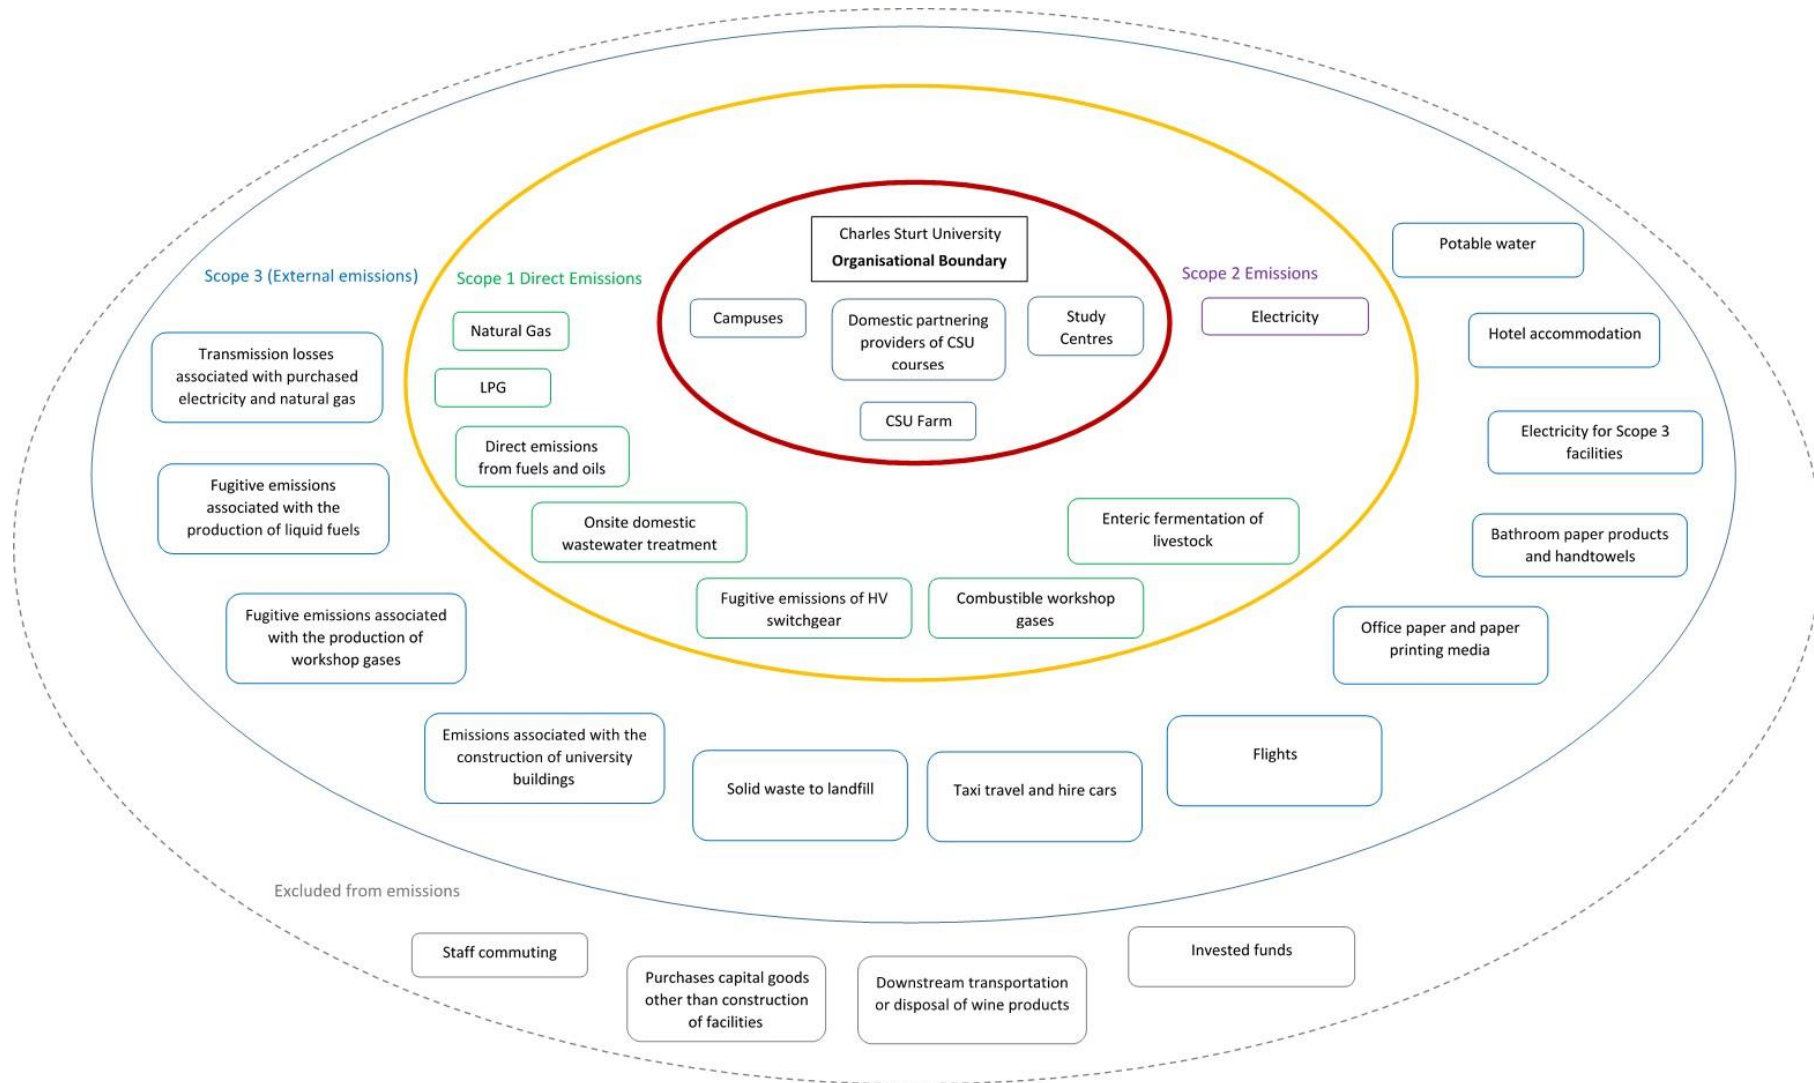 Charles Sturt University
Organisational Boundary
Campuses
Domestic partnering
providers of CSU
courses
Study
Centres
CSU Farm
Scope 1 Direct Emissions
Natural Gas
LPG
Direct emissions
from fuels and oils
Onsite domestic
wastewater treatment
Fugitive emissions of HV
switchgear
Combustible workshop
gases
Enteric fermentation of
livestock
Scope 2 Emissions
Electricity
Scope 3 (External emissions)
Transmission losses
associated with purchased
electricity and natural gas
Fugitive emissions
associated with the
production of liquid fuels
Fugitive emissions associated
with the production of
workshop gases
Emissions associated with the
construction of university
buildings
Solid waste to landfill
Taxi travel and hire cars
Flights
Office paper and paper
printing media
Bathroom paper products
and handtowels
Electricity for Scope 3
facilities
Hotel accommodation
Potable water
Excluded from emissions
Staff commuting
Purchases capital goods
other than construction
of facilities
Downstream transportation
or disposal of wine products
Invested funds